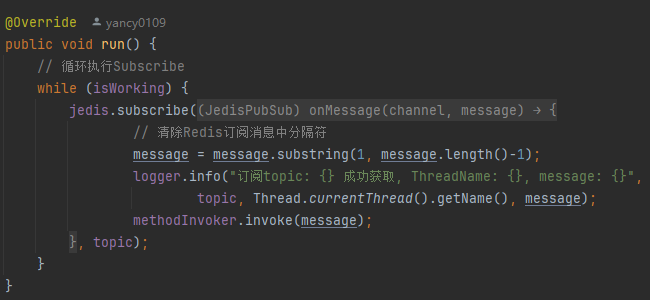 @Override yancy0109
public void run() {
// 循环执行Subscribe
while (isWorking) {
jedis.subscribe((JedisPubSub) onMessage(channel, message) → {
// 清除Redis订阅消息中分隔符
message = message.substring(1, message.length()-1);
logger.info("订阅topic: {} 成功获取, ThreadName: {}, message: {}",
topic, Thread.currentThread().getName(), message);
methodInvoker.invoke(message);
}, topic);
}
}